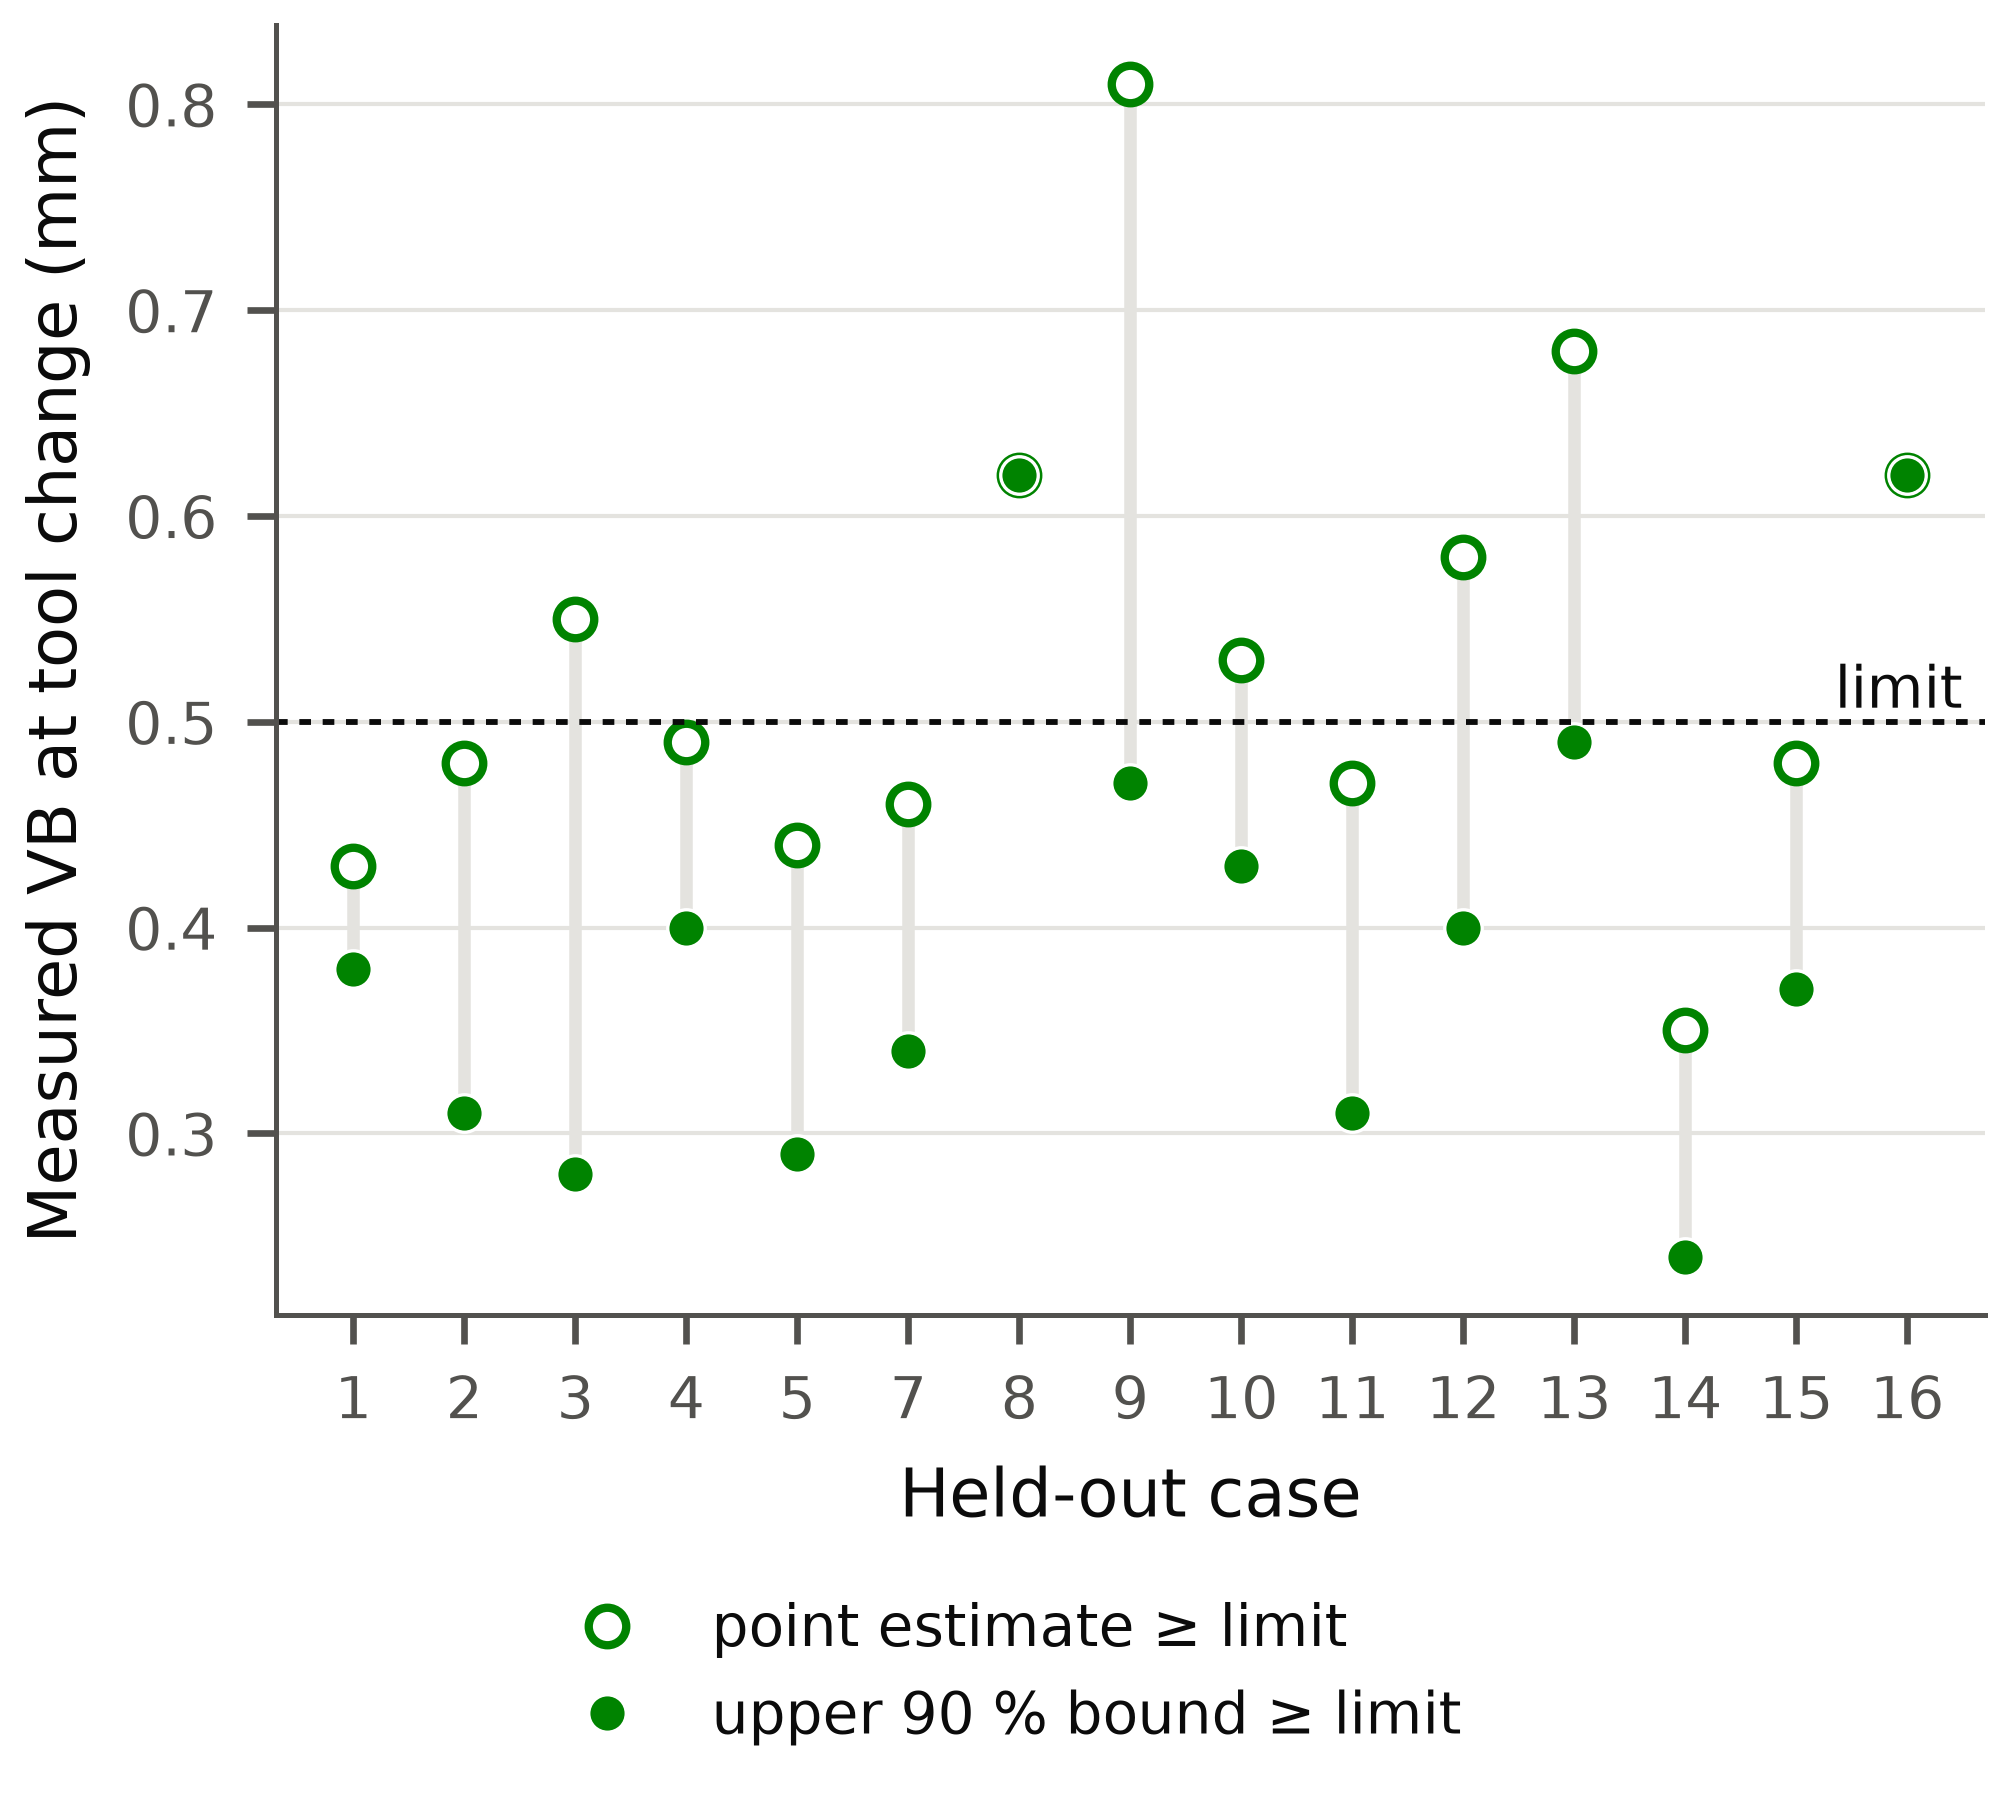 Measured VB at tool change (mm)
0.8
0.7
0.6
0.5
0.4
0.3
limit
1 2 3 4 5 7 8 9 10 11 12 13 14 15 16
Held-out case
point estimate ≥ limit
upper 90 % bound ≥ limit